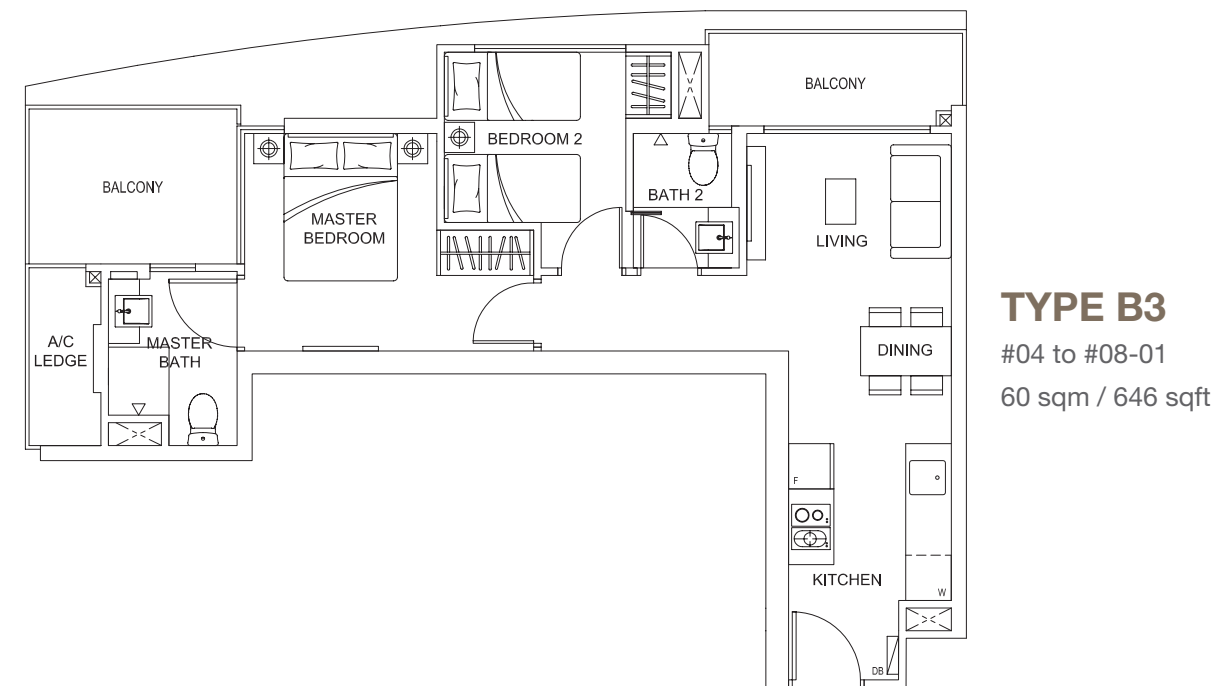 BALCONY
BEDROOM 2
BALCONY
MASTER
BEDROOM
BATH 2
LIVING
A/C
LEDGE
MASTER
BATH
DINING
F
KITCHEN
W
DB
TYPE B3
#04 to #08-01
60 sqm / 646 sqft